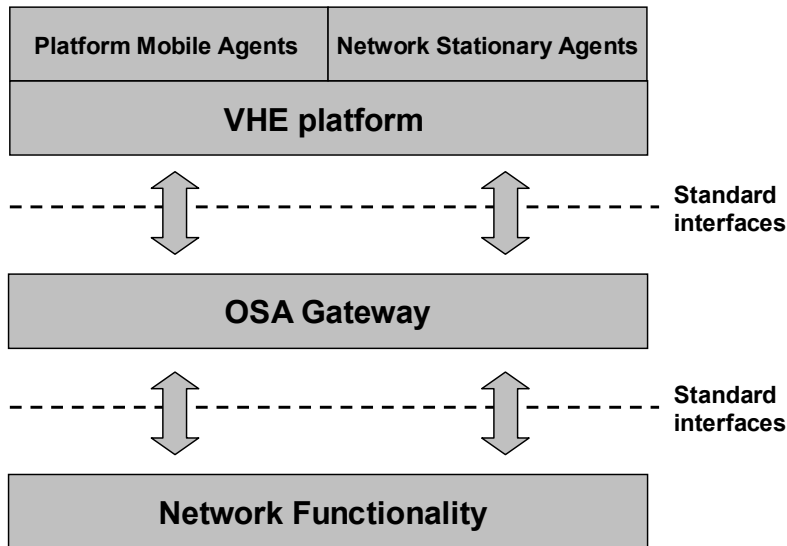 Platform Mobile Agents
Network Stationary Agents
VHE platform
Standard
interfaces
OSA Gateway
Standard
interfaces
Network Functionality